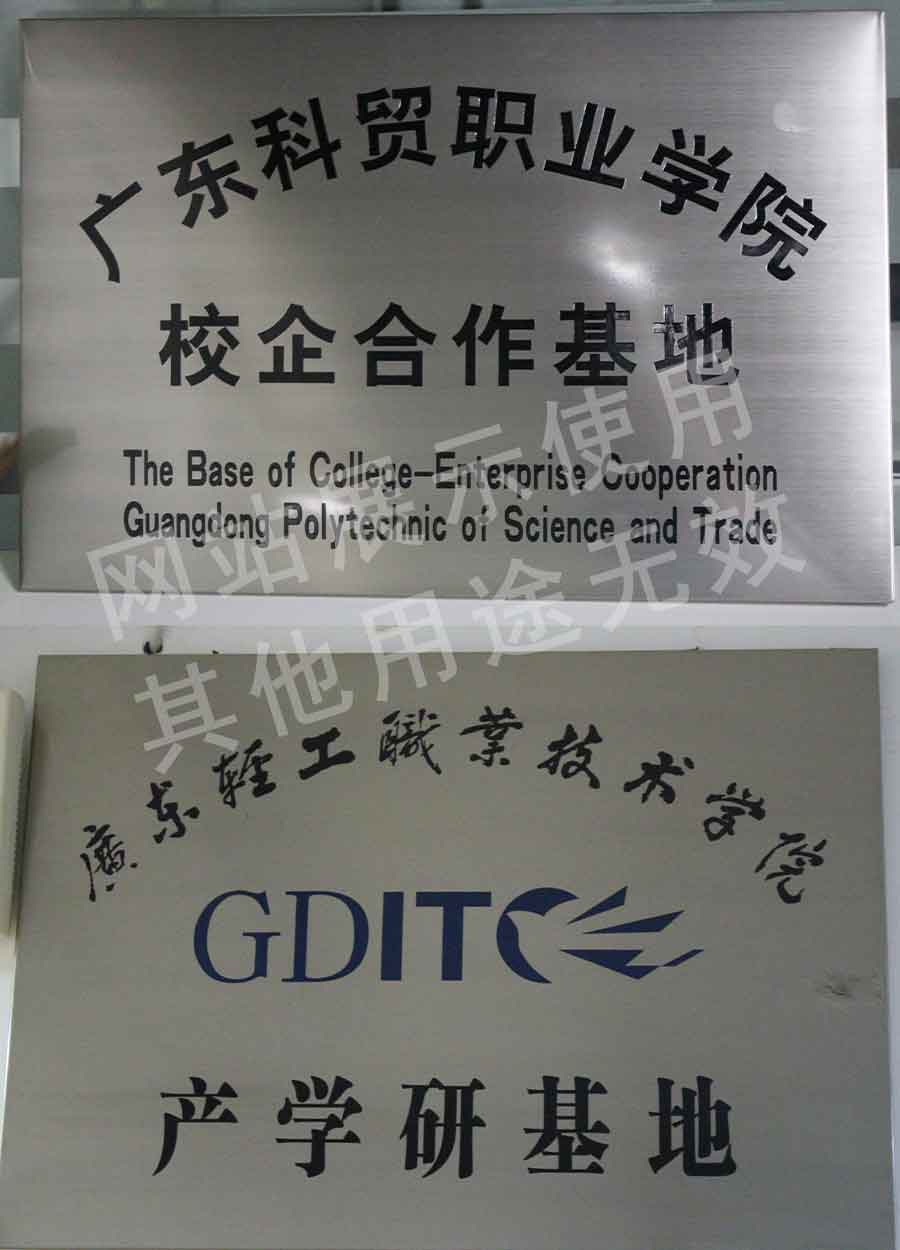 广东科贸职业学院
校企合作基地
The Base of College-Enterprise Cooperation
Guangdong Polytechnic of Science and Trade
网站展示使用
其他用途无效
廣东輕工職業技术学院
GDITC
产学研基地